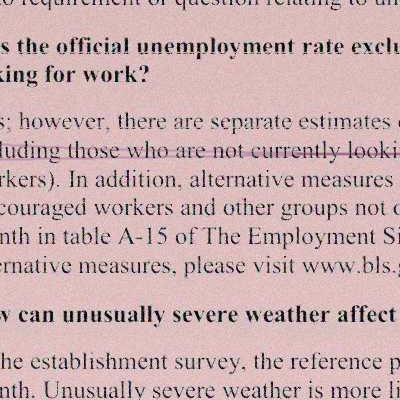 to requirement or question relating to un
s the official unemployment rate exclu
king for work?
s; however, there are separate estimates
luding those who are not currently looki
rkers). In addition, alternative measures
couraged workers and other groups not o
nth in table A-15 of The Employment Si
ernative measures, please visit www.bls.g
w can unusually severe weather affect
he establishment survey, the reference p
nth. Unusually severe weather is more li